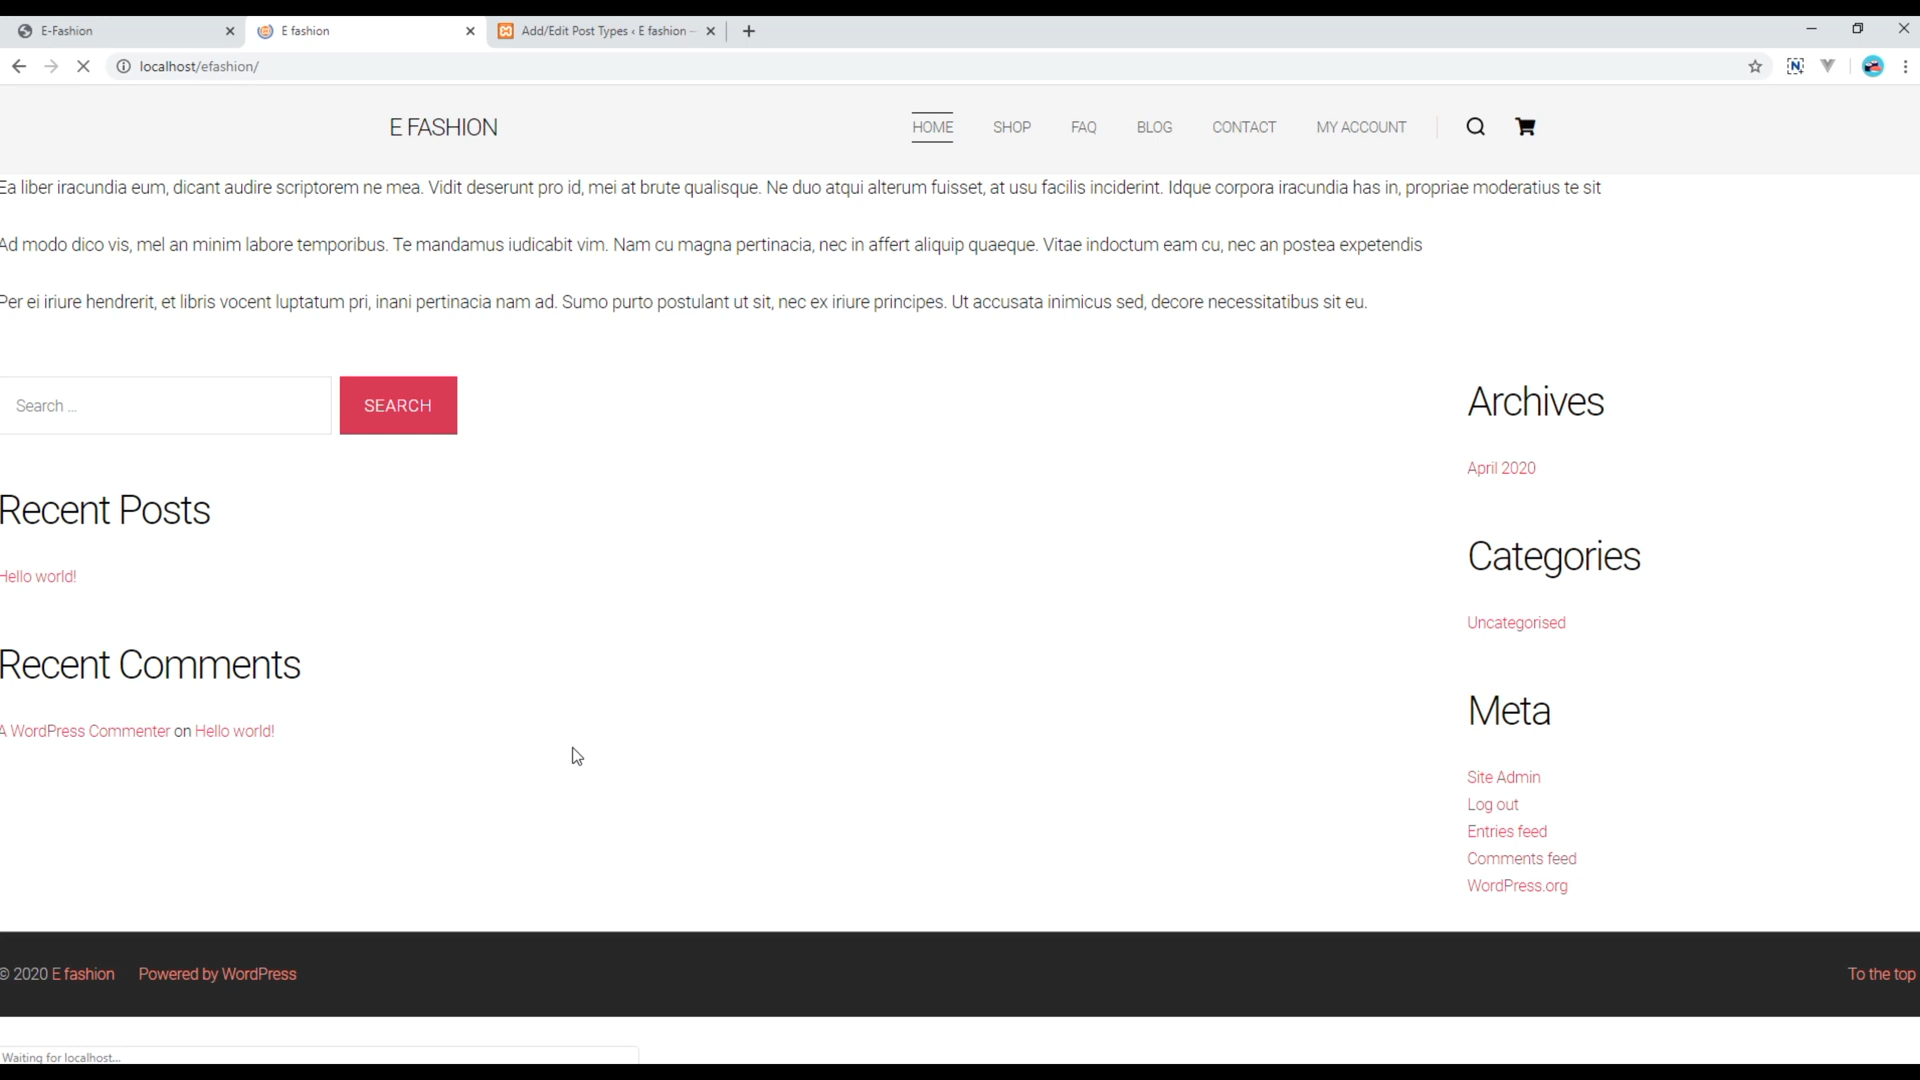 E-Fashion
E fashion
Add/Edit Post Types ‹ E fashion –
localhost/efashion/
E FASHION
HOME
SHOP
FAQ
BLOG
CONTACT
MY ACCOUNT
Ea liber iracundia eum, dicant audire scriptorem ne mea. Vidit deserunt pro id, mei at brute qualisque. Ne duo atqui alterum fuisset, at usu facilis inciderint. Idque corpora iracundia has in, propriae moderatius te sit
Ad modo dico vis, mel an minim labore temporibus. Te mandamus iudicabit vim. Nam cu magna pertinacia, nec in affert aliquip quaeque. Vitae indoctum eam cu, nec an postea expetendis
Per ei iriure hendrerit, et libris vocent luptatum pri, inani pertinacia nam ad. Sumo purto postulant ut sit, nec ex iriure principes. Ut accusata inimicus sed, decore necessitatibus sit eu.
Search …
SEARCH
Recent Posts
Hello world!
Recent Comments
A WordPress Commenter on Hello world!
Archives
April 2020
Categories
Uncategorised
Meta
Site Admin
Log out
Entries feed
Comments feed
WordPress.org
© 2020 E fashion
Powered by WordPress
To the top
Waiting for localhost...